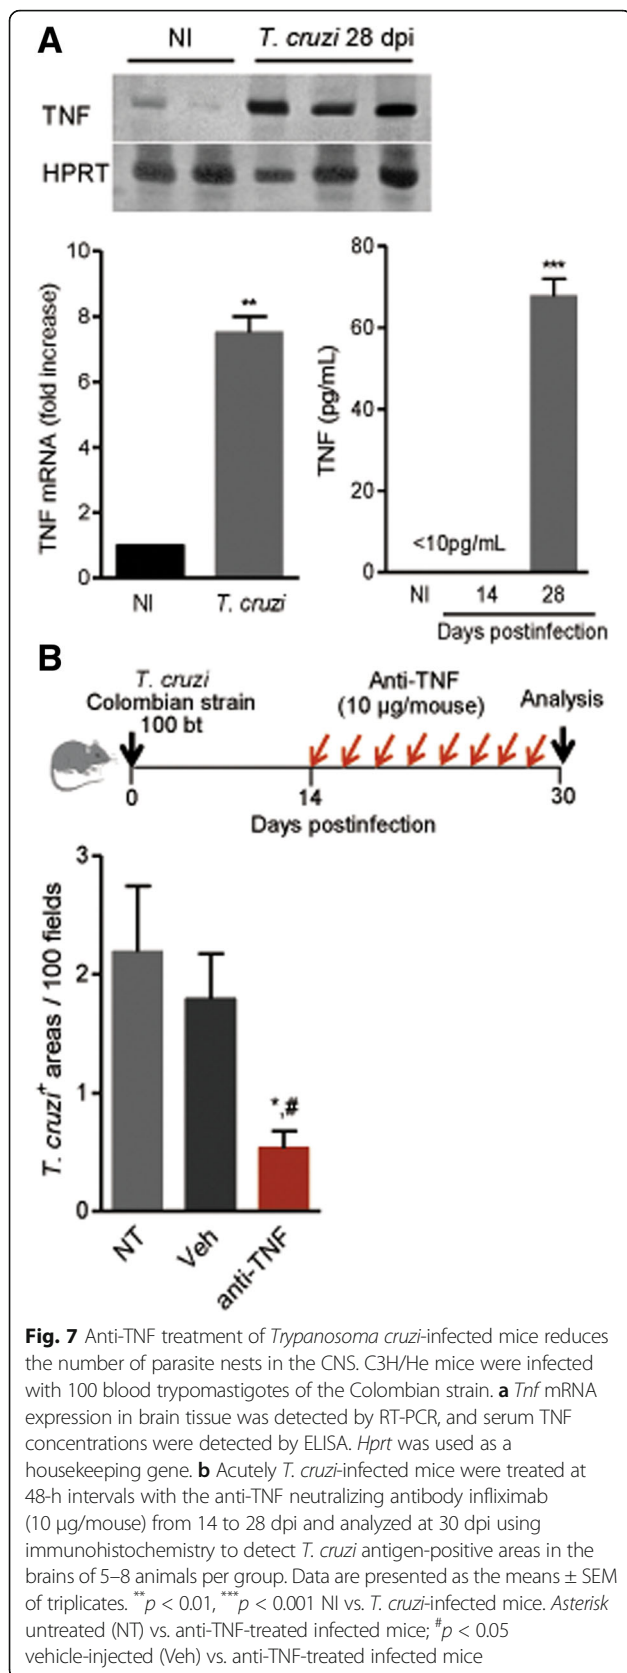 A
NI
T. cruzi 28 dpi
TNF
HPRT
TNF mRNA (fold increase)
10
8
6
4
2
0
**
NI
T. cruzi
TNF (pg/mL)
80
60
40
20
0
***
<10pg/mL
NI
14
28
Days postinfection
B
T. cruzi
Colombian strain
100 bt
Anti-TNF
(10 µg/mouse)
Analysis
0
14
30
Days postinfection
T. cruzi+ areas / 100 fields
3
2
1
0
*,#
NT
Veh
anti-TNF
Fig. 7 Anti-TNF treatment of Trypanosoma cruzi-infected mice reduces
the number of parasite nests in the CNS. C3H/He mice were infected
with 100 blood trypomastigotes of the Colombian strain. a Tnf mRNA
expression in brain tissue was detected by RT-PCR, and serum TNF
concentrations were detected by ELISA. Hprt was used as a
housekeeping gene. b Acutely T. cruzi-infected mice were treated at
48-h intervals with the anti-TNF neutralizing antibody infliximab
(10 µg/mouse) from 14 to 28 dpi and analyzed at 30 dpi using
immunohistochemistry to detect T. cruzi antigen-positive areas in the
brains of 5–8 animals per group. Data are presented as the means ± SEM
of triplicates. **p < 0.01, ***p < 0.001 NI vs. T. cruzi-infected mice. Asterisk
untreated (NT) vs. anti-TNF-treated infected mice; #p < 0.05
vehicle-injected (Veh) vs. anti-TNF-treated infected mice